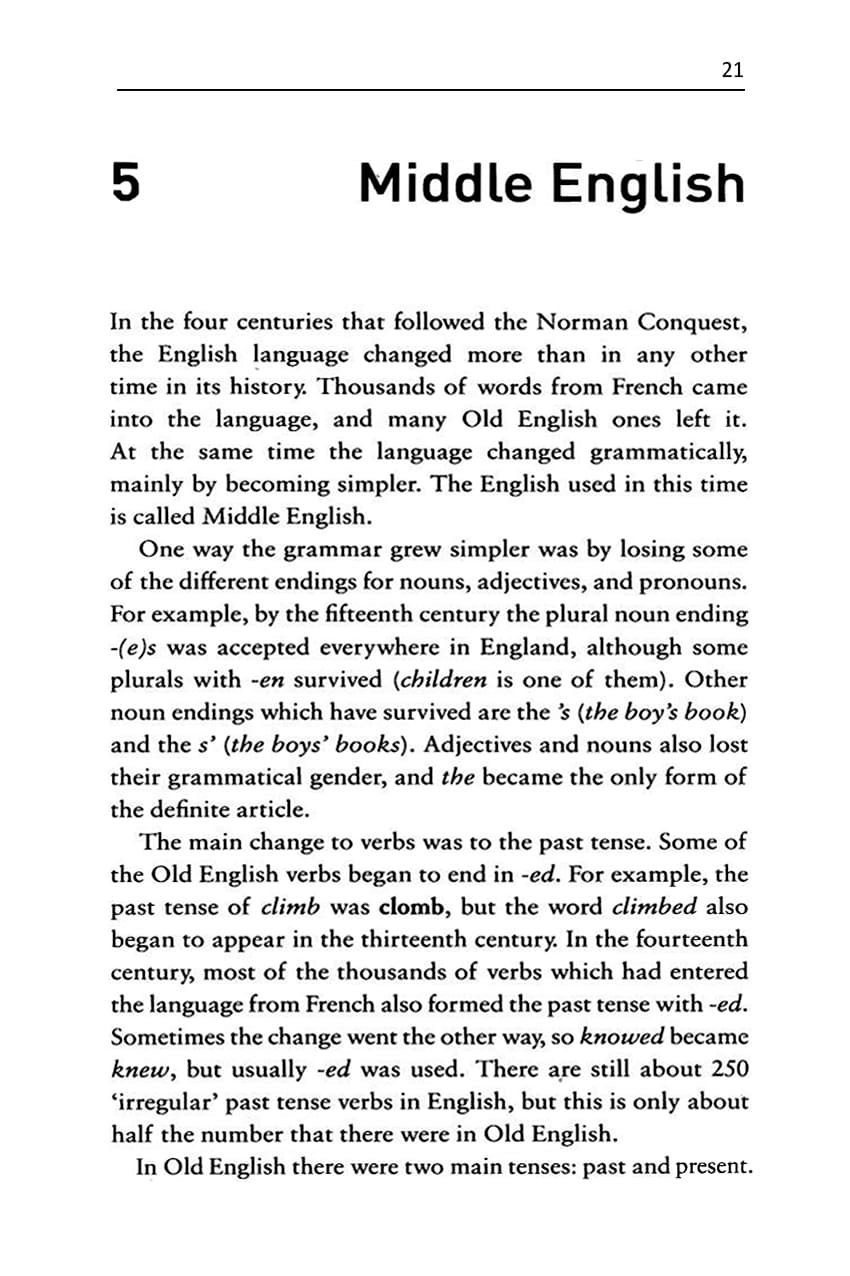 21
5 Middle English
In the four centuries that followed the Norman Conquest,
the English language changed more than in any other
time in its history. Thousands of words from French came
into the language, and many Old English ones left it.
At the same time the language changed grammatically,
mainly by becoming simpler. The English used in this time
is called Middle English.
One way the grammar grew simpler was by losing some
of the different endings for nouns, adjectives, and pronouns.
For example, by the fifteenth century the plural noun ending
-(e)s was accepted everywhere in England, although some
plurals with -en survived (children is one of them). Other
noun endings which have survived are the ’s (the boy’s book)
and the s’ (the boys’ books). Adjectives and nouns also lost
their grammatical gender, and the became the only form of
the definite article.
The main change to verbs was to the past tense. Some of
the Old English verbs began to end in -ed. For example, the
past tense of climb was clomb, but the word climbed also
began to appear in the thirteenth century. In the fourteenth
century, most of the thousands of verbs which had entered
the language from French also formed the past tense with -ed.
Sometimes the change went the other way, so knowed became
knew, but usually -ed was used. There are still about 250
‘irregular’ past tense verbs in English, but this is only about
half the number that there were in Old English.
In Old English there were two main tenses: past and present.